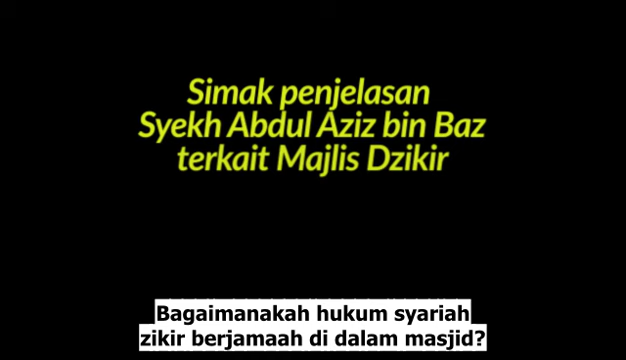 Simak penjelasan
Syekh Abdul Aziz bin Baz
terkait Majlis Dzikir
Bagaimanakah hukum syariah
zikir berjamaah di dalam masjid?